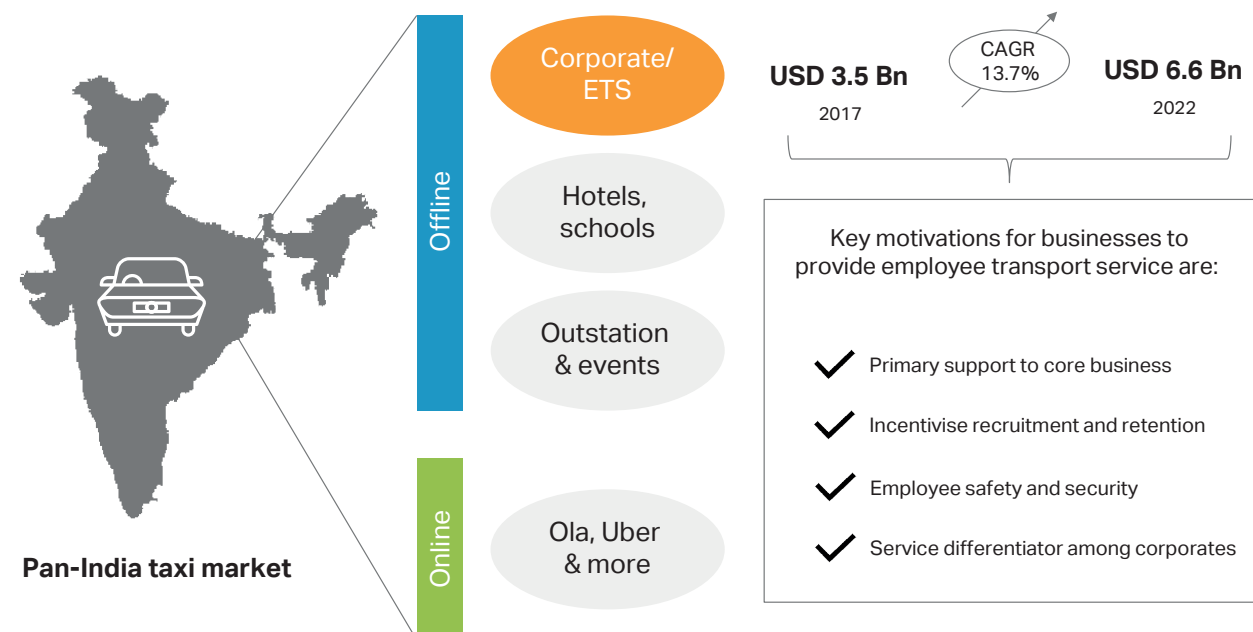 Pan-India taxi market
Offline
Corporate/
ETS
Hotels,
schools
Outstation
& events
Online
Ola, Uber
& more
USD 3.5 Bn
2017
CAGR
13.7%
USD 6.6 Bn
2022
Key motivations for businesses to
provide employee transport service are:
Primary support to core business
Incentivise recruitment and retention
Employee safety and security
Service differentiator among corporates